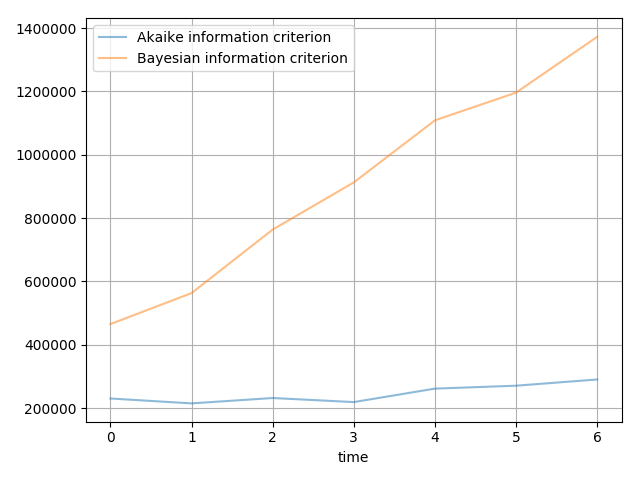 Akaike information criterion
Bayesian information criterion
1400000
1200000
1000000
800000
600000
400000
200000
0 1 2 3 4 5 6
time